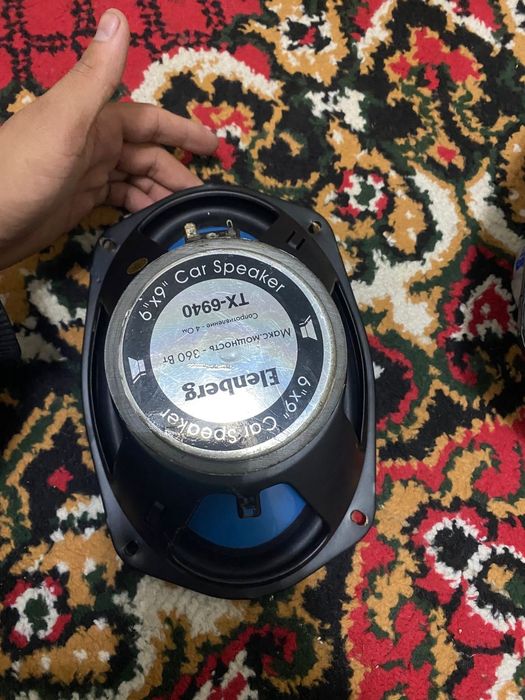 6"x9" Car Speaker
TX-6940
Сопротивление - 4 Ом
Макс.мощность - 360 Вт
Elenberg
6"x9" Car Speaker